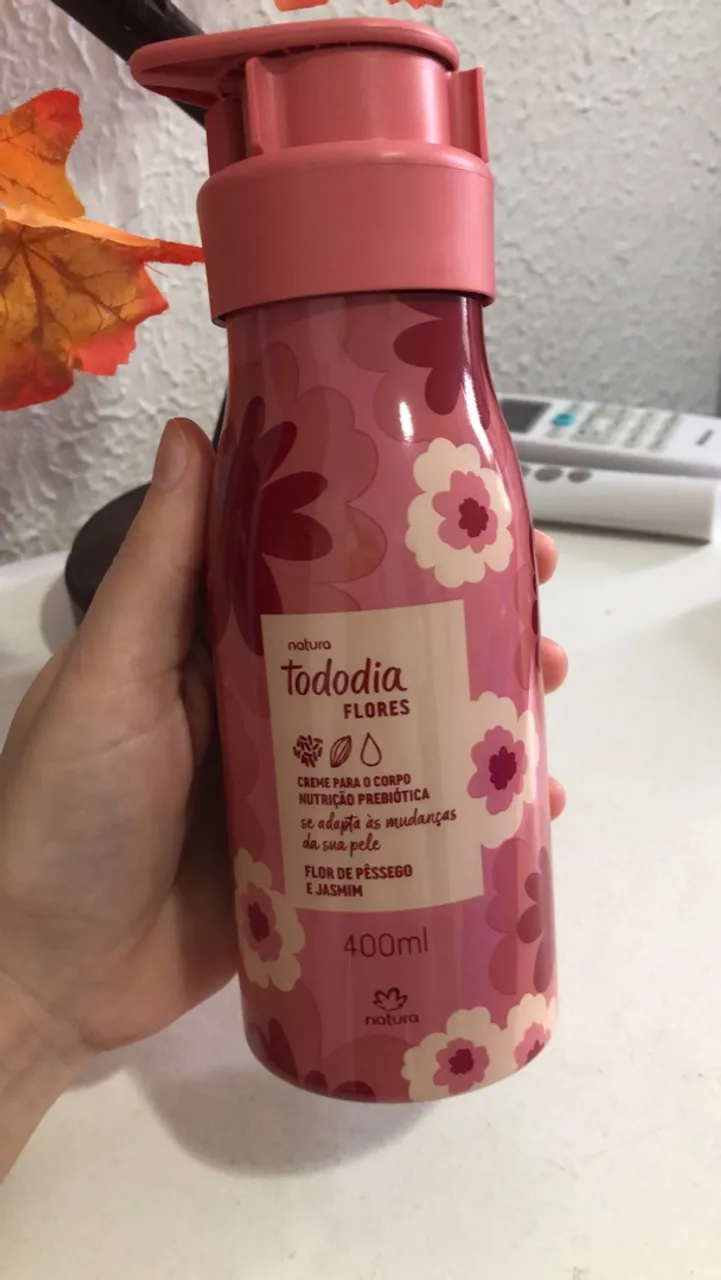 natura
tododia
FLORES
CREME PARA O CORPO
NUTRIÇÃO PREBIÓTICA
se adapta às mudanças
da sua pele
FLOR DE PÊSSEGO
E JASMIM
400ml
natura